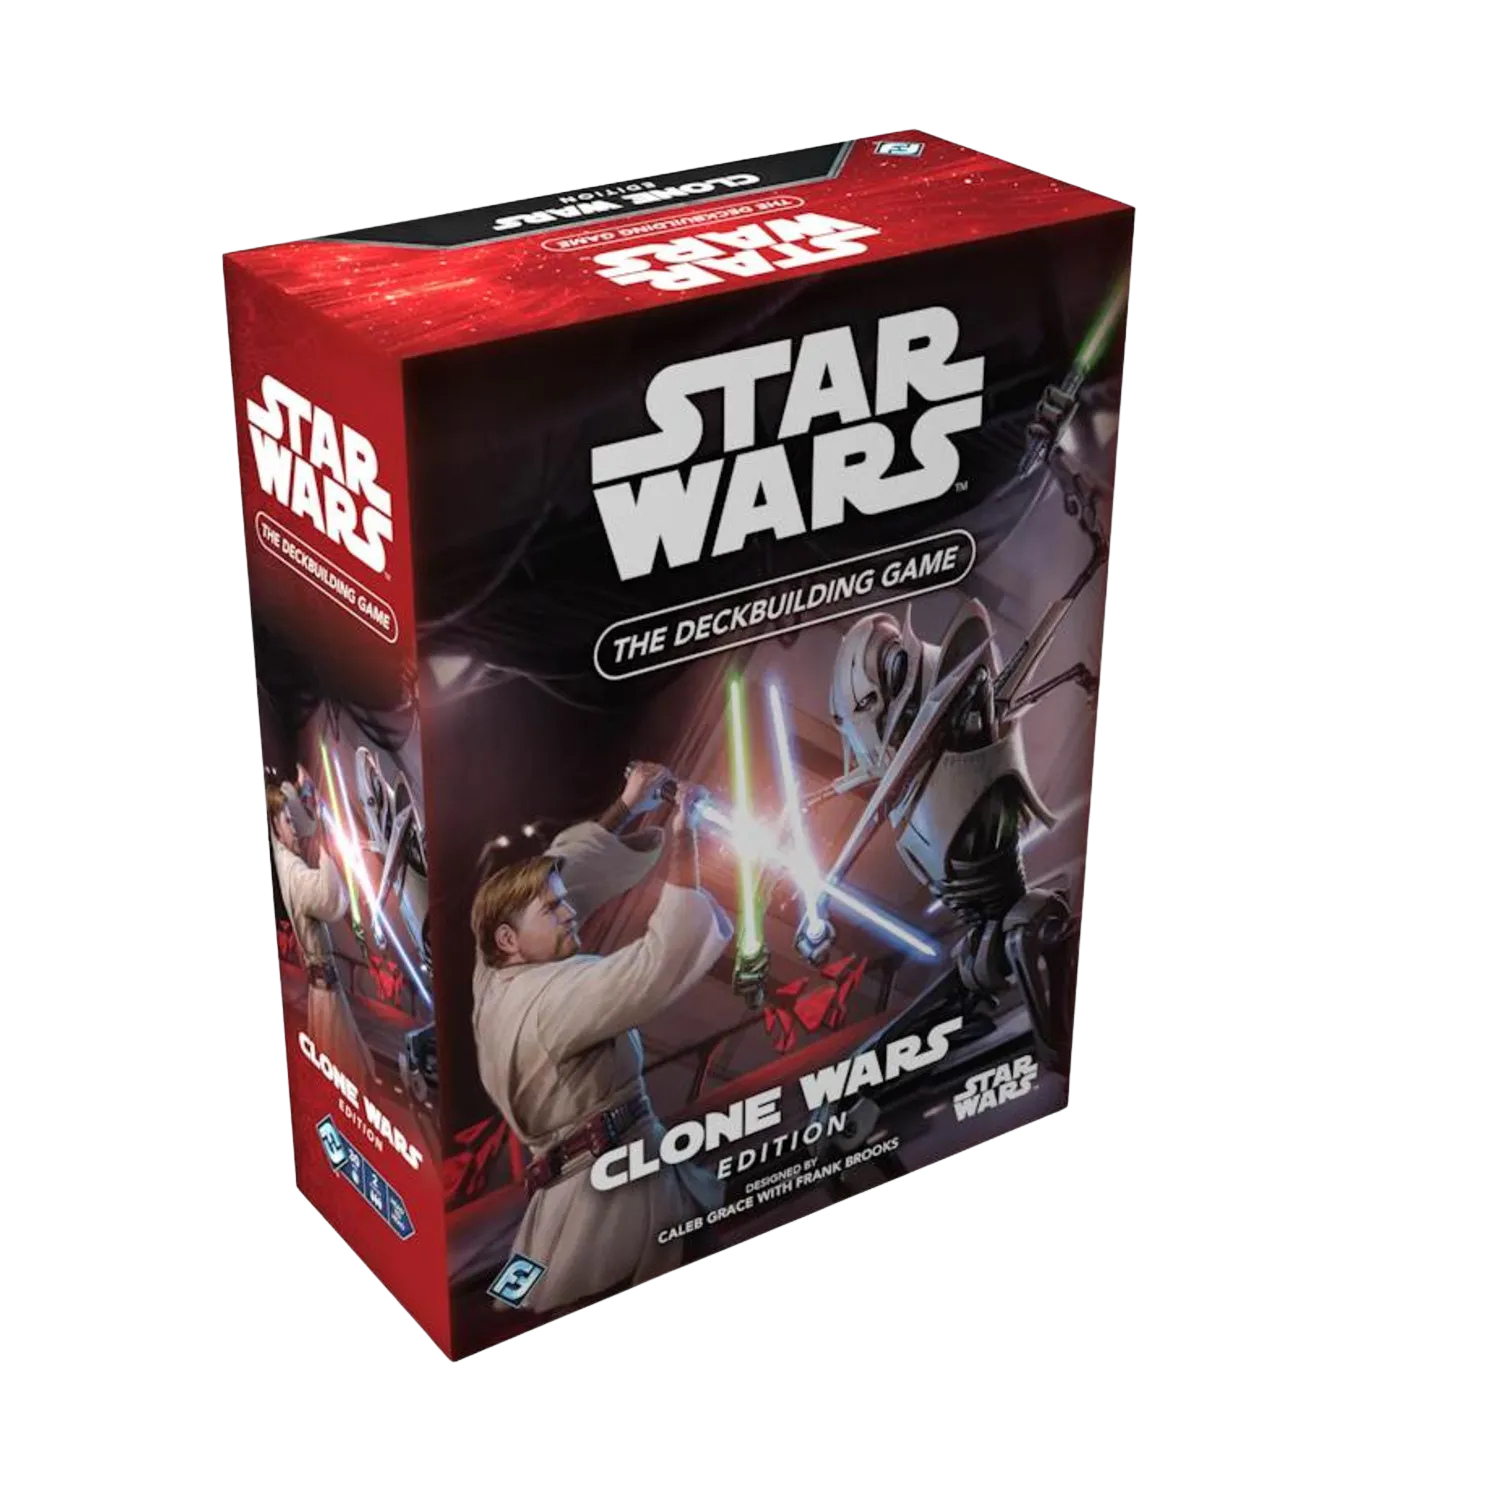 CLONE WARS
EDITION
THE DECKBUILDING GAME
STAR
WARS
STAR
WARS
THE DECKBUILDING GAME
CLONE WARS
EDITION
STAR
WARS™
THE DECKBUILDING GAME
CLONE WARS
EDITION
DESIGNED BY
CALEB GRACE WITH FRANK BROOKS
STAR
WARS